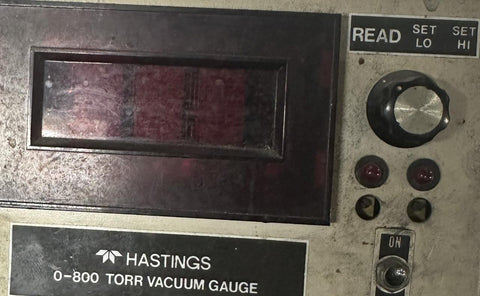 READ SET LO SET HI
ON
HASTINGS
0-800 TORR VACUUM GAUGE